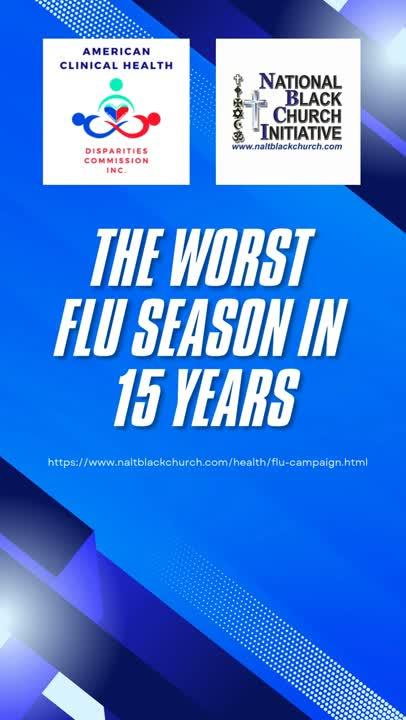 AMERICAN
CLINICAL HEALTH
DISPARITIES
COMMISSION
INC.
NATIONAL
BLACK
CHURCH
INITIATIVE
www.naltblackchurch.com
THE WORST
FLU SEASON IN
15 YEARS
https://www.naltblackchurch.com/health/flu-campaign.html